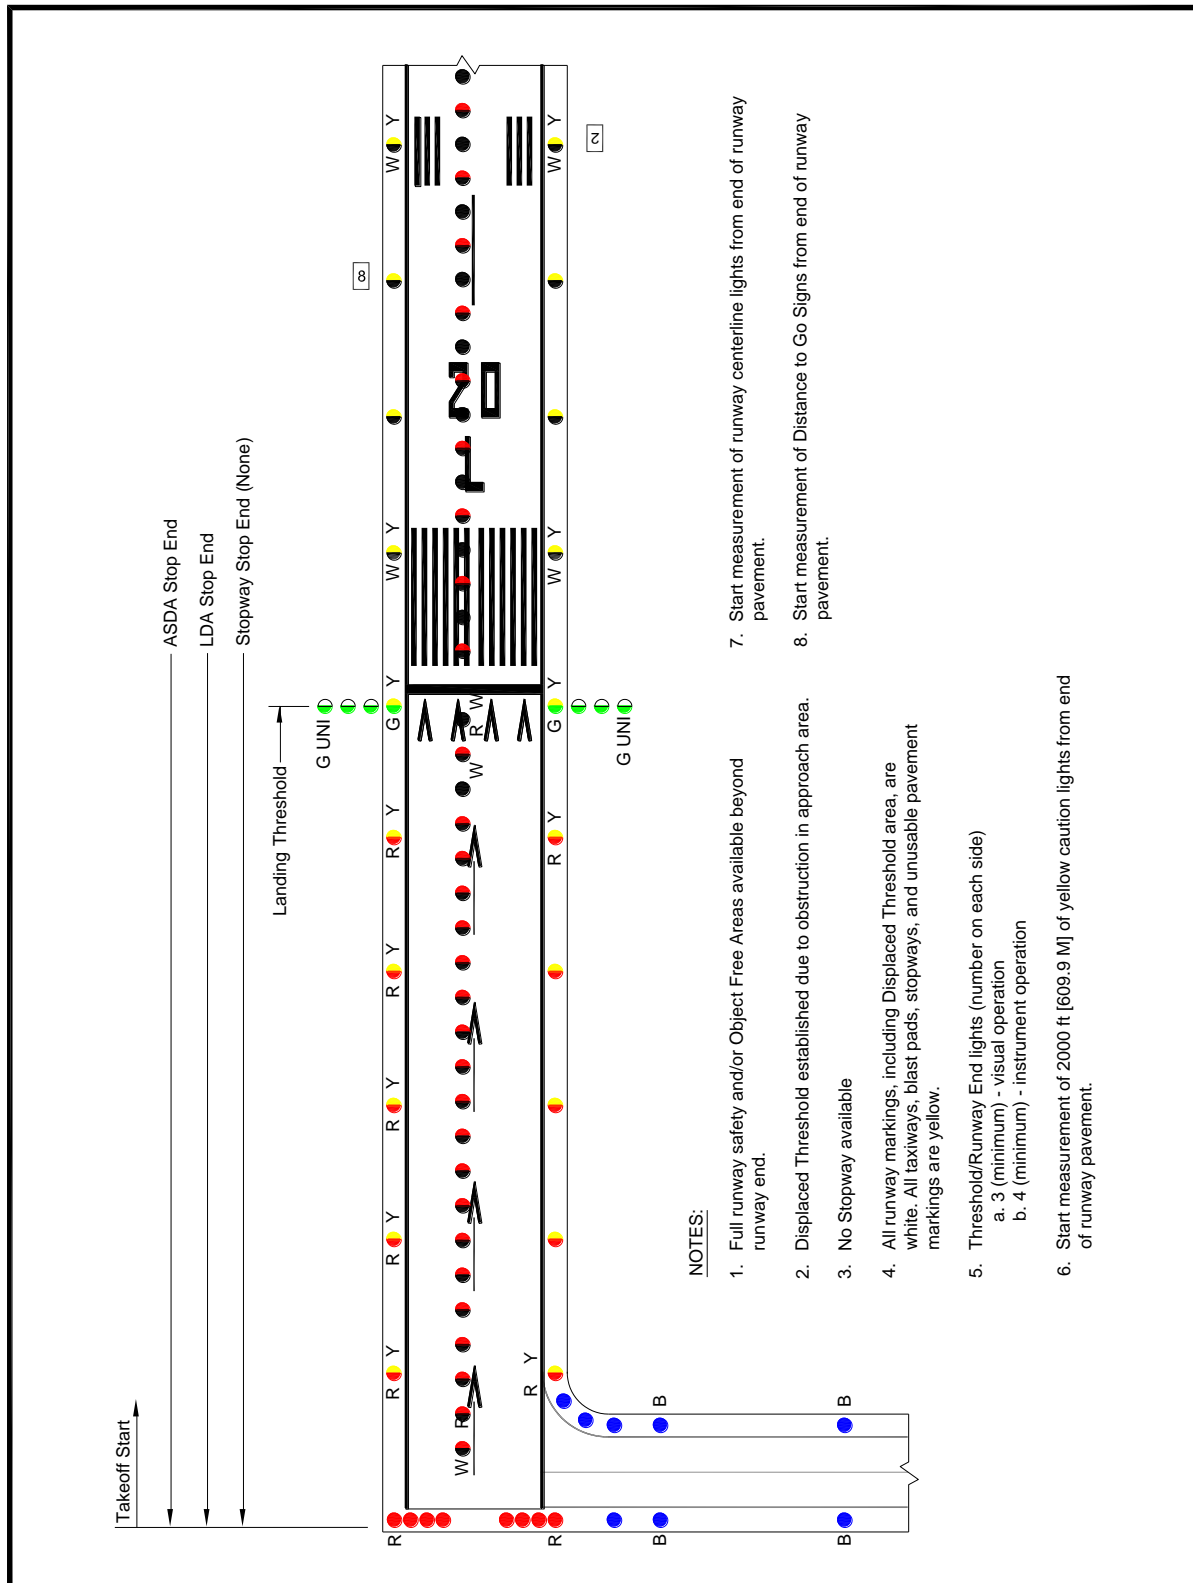 Takeoff Start
ASDA Stop End
LDA Stop End
Stopway Stop End (None)
Landing Threshold
G UNI D
D
D
8
R R Y R Y R Y R Y R Y G Y W Y W Y
W R W R W
20
L
R R Y R Y G Y W Y W Y
D
D
G UNI D
2
B B
B B
NOTES:
1. Full runway safety and/or Object Free Areas available beyond
runway end.
2. Displaced Threshold established due to obstruction in approach area.
3. No Stopway available
4. All runway markings, including Displaced Threshold area, are
white. All taxiways, blast pads, stopways, and unusable pavement
markings are yellow.
5. Threshold/Runway End lights (number on each side)
a. 3 (minimum) - visual operation
b. 4 (minimum) - instrument operation
6. Start measurement of 2000 ft [609.9 M] of yellow caution lights from end
of runway pavement.
7. Start measurement of runway centerline lights from end of runway
pavement.
8. Start measurement of Distance to Go Signs from end of runway
pavement.